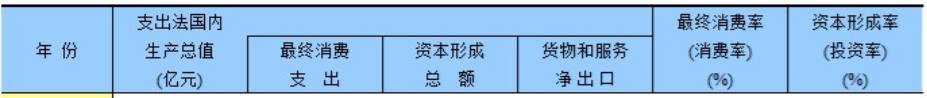 年 份
支出法国内
生产总值
(亿元)
最终消费
支 出
资本形成
总 额
货物和服务
净出口
最终消费率
(消费率)
(%)
资本形成率
(投资率)
(%)